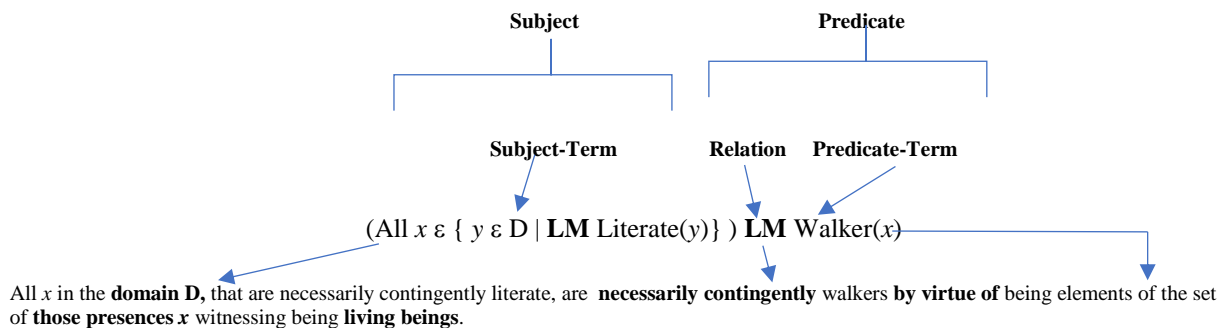 Subject Predicate
Subject-Term Relation Predicate-Term
(All x ε { y ε D | LM Literate(y)} ) LM Walker(x)
All x in the domain D, that are necessarily contingently literate, are necessarily contingently walkers by virtue of being elements of the set
of those presences x witnessing being living beings.